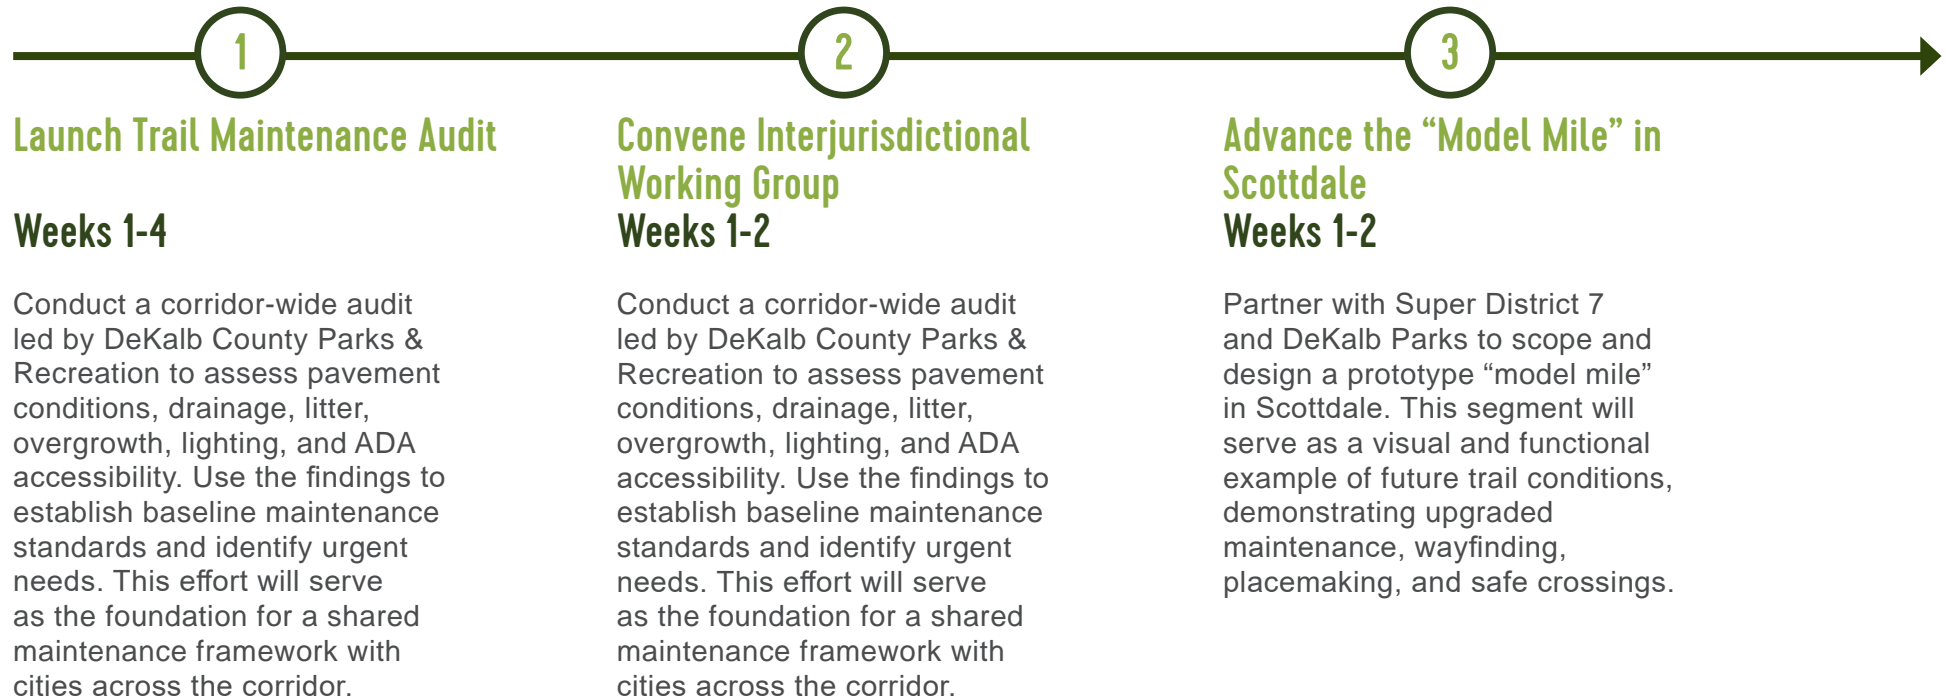 1
Launch Trail Maintenance Audit
Weeks 1-4
Conduct a corridor-wide audit
led by DeKalb County Parks &
Recreation to assess pavement
conditions, drainage, litter,
overgrowth, lighting, and ADA
accessibility. Use the findings to
establish baseline maintenance
standards and identify urgent
needs. This effort will serve
as the foundation for a shared
maintenance framework with
cities across the corridor.
2
Convene Interjurisdictional
Working Group
Weeks 1-2
Conduct a corridor-wide audit
led by DeKalb County Parks &
Recreation to assess pavement
conditions, drainage, litter,
overgrowth, lighting, and ADA
accessibility. Use the findings to
establish baseline maintenance
standards and identify urgent
needs. This effort will serve
as the foundation for a shared
maintenance framework with
cities across the corridor.
3
Advance the “Model Mile” in
Scottdale
Weeks 1-2
Partner with Super District 7
and DeKalb Parks to scope and
design a prototype “model mile”
in Scottdale. This segment will
serve as a visual and functional
example of future trail conditions,
demonstrating upgraded
maintenance, wayfinding,
placemaking, and safe crossings.